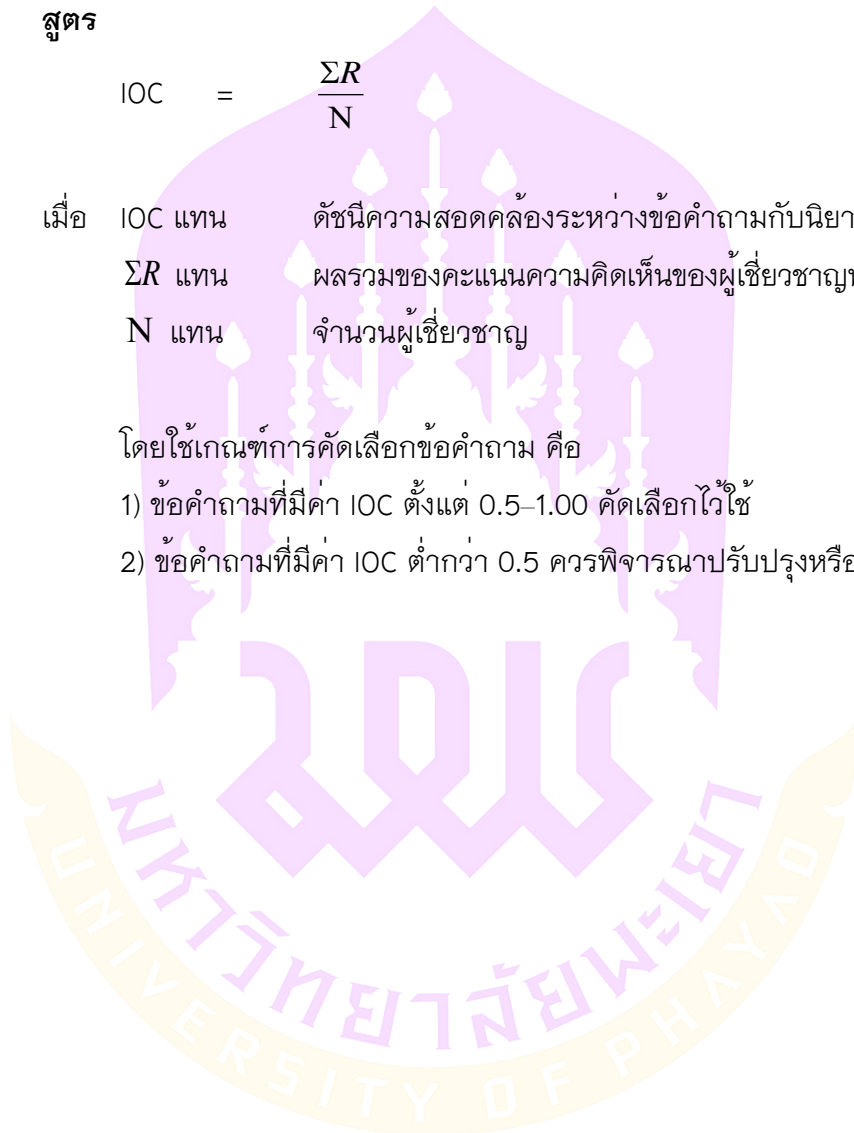 สูตร
IOC = ΣR
N
เมื่อ IOC แทน ดัชนีความสอดคล้องระหว่างข้อคำถามกับนิยา
ΣR แทน ผลรวมของคะแนนความคิดเห็นของผู้เชี่ยวชาญ
N แทน จำนวนผู้เชี่ยวชาญ
โดยใช้เกณฑ์การคัดเลือกข้อคำถาม คือ
1) ข้อคำถามที่มีค่า IOC ตั้งแต่ 0.5–1.00 คัดเลือกไว้ใช้
2) ข้อคำถามที่มีค่า IOC ต่ำกว่า 0.5 ควรพิจารณาปรับปรุงหรือ
มหาวิทยาลัยพะเยา
UNIVERSITY OF PHAYAO